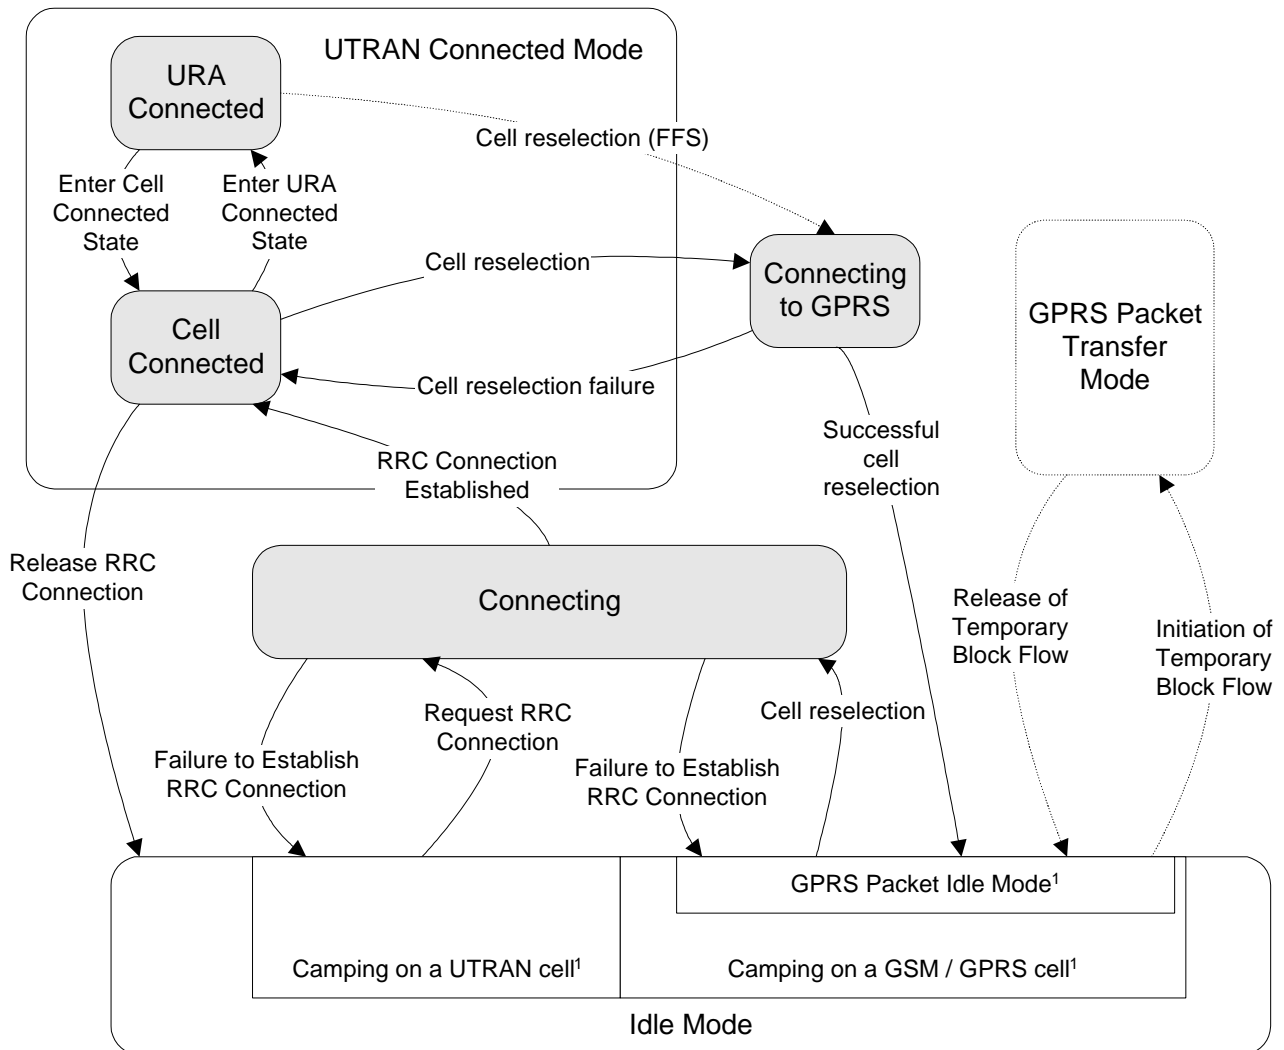 UTRAN Connected Mode
URA
Connected
Cell reselection (FFS)
Enter Cell
Connected
State
Enter URA
Connected
State
Cell reselection
Connecting
to GPRS
GPRS Packet
Transfer
Mode
Cell
Connected
Cell reselection failure
Successful
cell
reselection
RRC Connection
Established
Release RRC
Connection
Connecting
Release of
Temporary
Block Flow
Initiation of
Temporary
Block Flow
Request RRC
Connection
Cell reselection
Failure to Establish
RRC Connection
Failure to Establish
RRC Connection
GPRS Packet Idle Mode¹
Camping on a UTRAN cell¹
Camping on a GSM / GPRS cell¹
Idle Mode